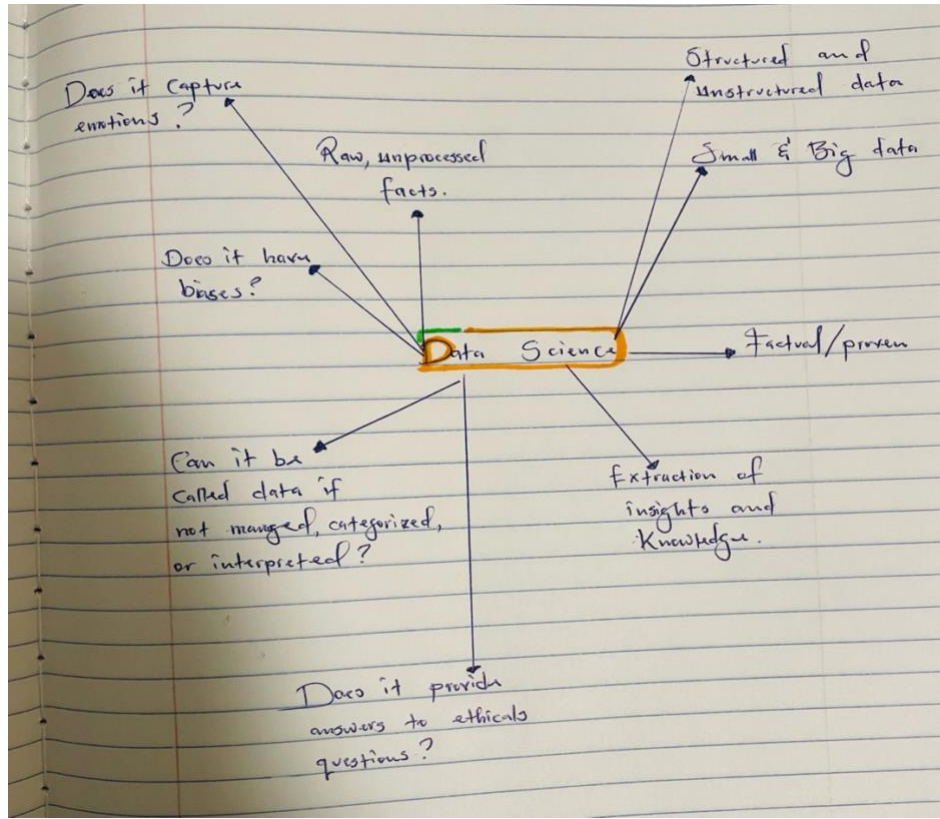 Does it Capture
emotions?
Raw, unprocessed
facts.
Structured and
unstructured data
Small & Big data
Does it have
biases?
Data Science
Factual/proven
Can it be
Called data if
not manged, categorized,
or interpreted?
Extraction of
insights and
Knowledge.
Does it provide
answers to ethicals
questions?